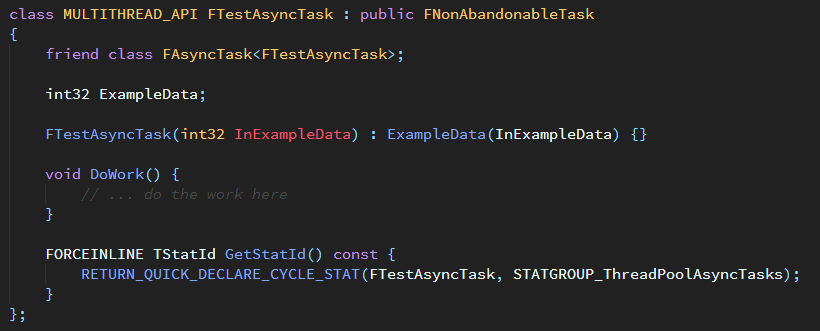 class MULTITHREAD_API FTestAsyncTask : public FNonAbandonableTask
{
    friend class FAsyncTask<FTestAsyncTask>;

    int32 ExampleData;

    FTestAsyncTask(int32 InExampleData) : ExampleData(InExampleData) {}

    void DoWork() {
        // ... do the work here
    }

    FORCEINLINE TStatId GetStatId() const {
        RETURN_QUICK_DECLARE_CYCLE_STAT(FTestAsyncTask, STATGROUP_ThreadPoolAsyncTasks);
    }
};